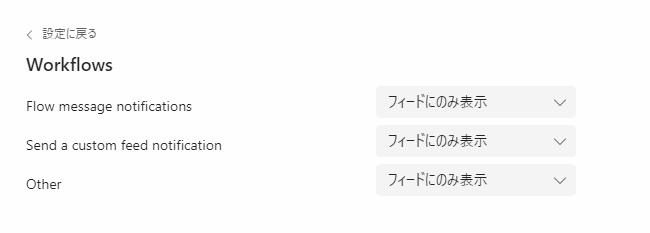 設定に戻る
Workflows
Flow message notifications フィードにのみ表示
Send a custom feed notification フィードにのみ表示
Other フィードにのみ表示